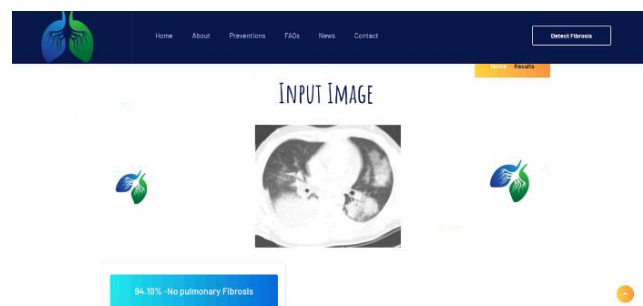 Home About Preventions FAQs News Contact Detect Fibrosis
Home Results
Input Image
94.19% -No pulmonary Fibrosis